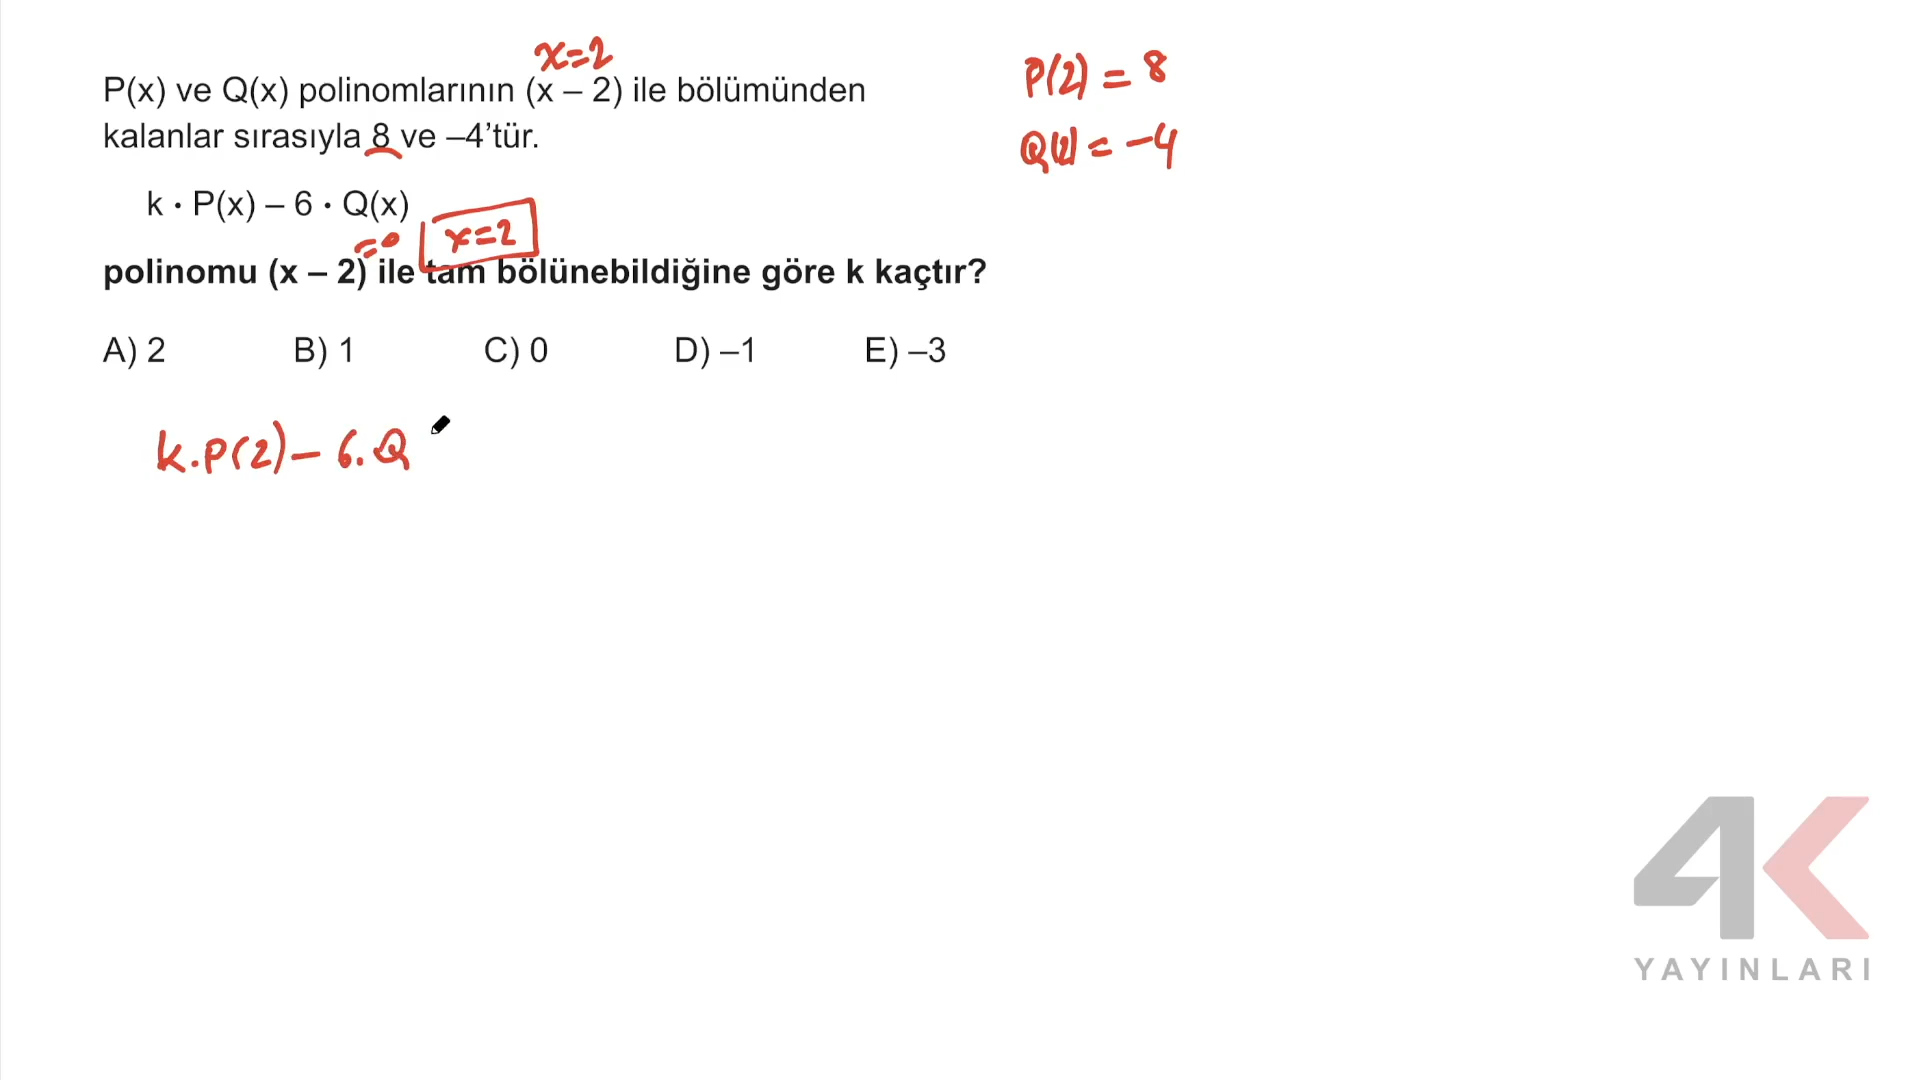 x=2
P(x) ve Q(x) polinomlarının (x – 2) ile bölümünden
kalanlar sırasıyla 8 ve –4’tür.
P(2) = 8
Q(2) = -4
k · P(x) – 6 · Q(x)
=0 x=2
polinomu (x – 2) ile tam bölünebildiğine göre k kaçtır?
A) 2 B) 1 C) 0 D) –1 E) –3
k.P(2) - 6.Q
4K
YAYINLARI